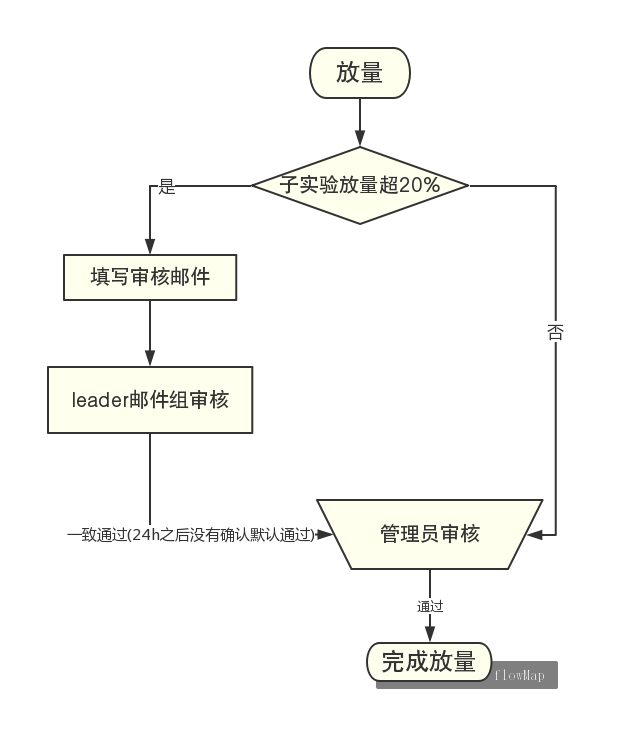 放量
子实验放量超20%
是
填写审核邮件
否
leader邮件组审核
一致通过(24h之后没有确认默认通过)
管理员审核
通过
完成放量
flowMap